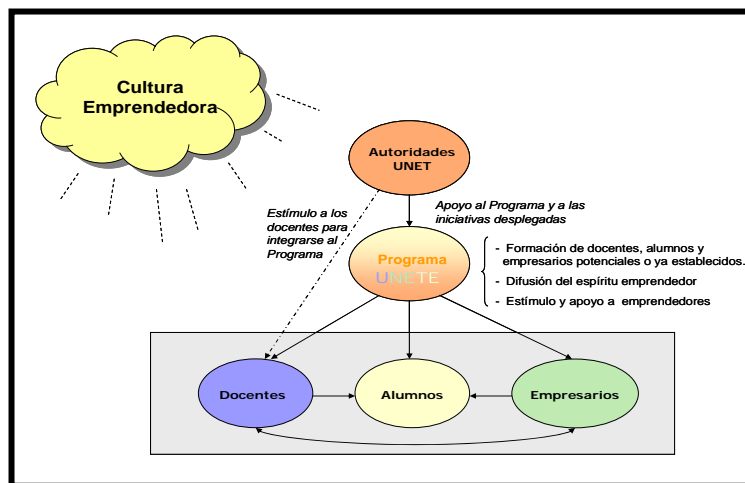 Cultura
Emprendedora
Autoridades
UNET
Estímulo a los
docentes para
integrarse al
Programa
Apoyo al Programa y a las
iniciativas desplegadas
Programa
UNETE
- Formación de docentes, alumnos y
empresarios potenciales o ya establecidos.
- Difusión del espíritu emprendedor
- Estímulo y apoyo a emprendedores
Docentes
Alumnos
Empresarios